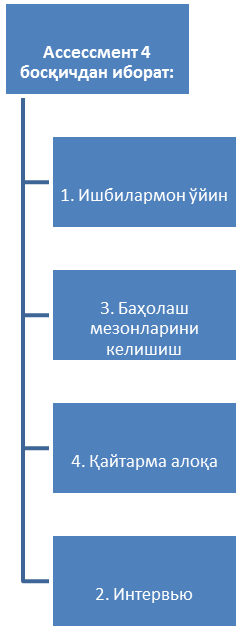 Ассессмент 4
босқичдан иборат:
1. Ишбилармон ўйин
3. Баҳолаш
мезонларини
келишиш
4. Қайтарма алоқа
2. Интервью